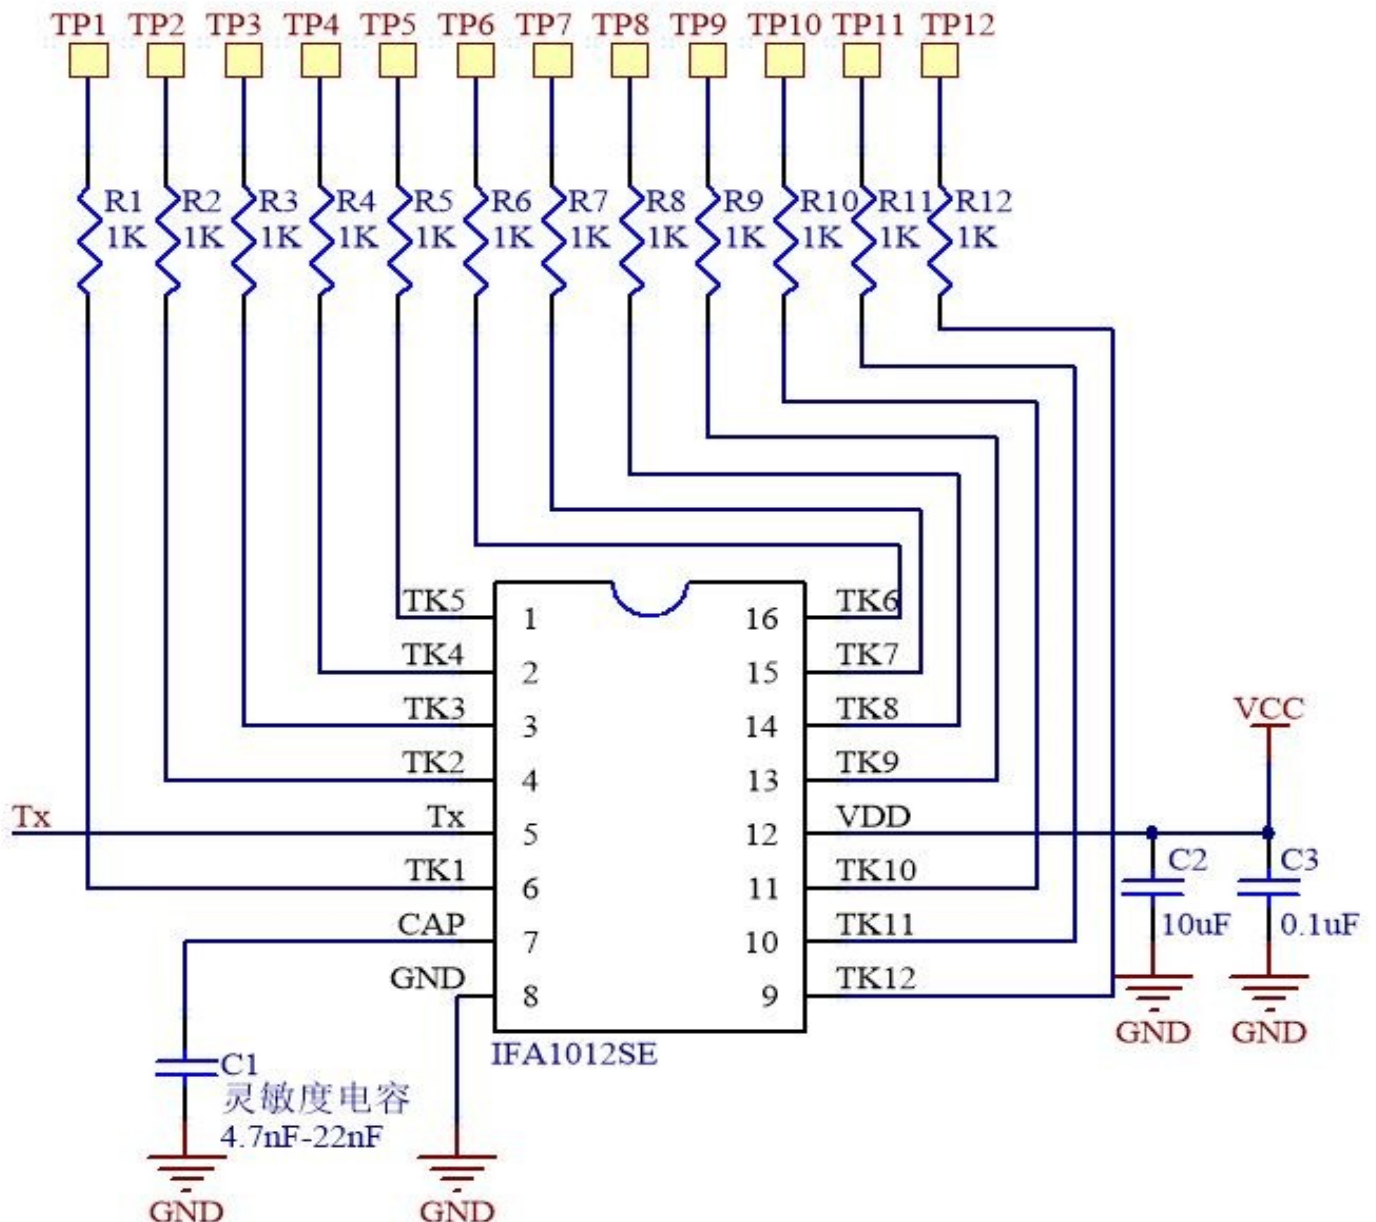 TP1 TP2 TP3 TP4 TP5 TP6 TP7 TP8 TP9 TP10 TP11 TP12
R1 R2 R3 R4 R5 R6 R7 R8 R9 R10 R11 R12
1K 1K 1K 1K 1K 1K 1K 1K 1K 1K 1K 1K
TK5 1 16 TK6
TK4 2 15 TK7
TK3 3 14 TK8
VCC
TK2 4 13 TK9
Tx Tx 5 12 VDD
C2 C3
TK1 6 11 TK10
10uF 0.1uF
CAP 7 10 TK11
GND 8 9 TK12
GND GND
IFA1012SE
C1
灵敏度电容
4.7nF-22nF
GND GND